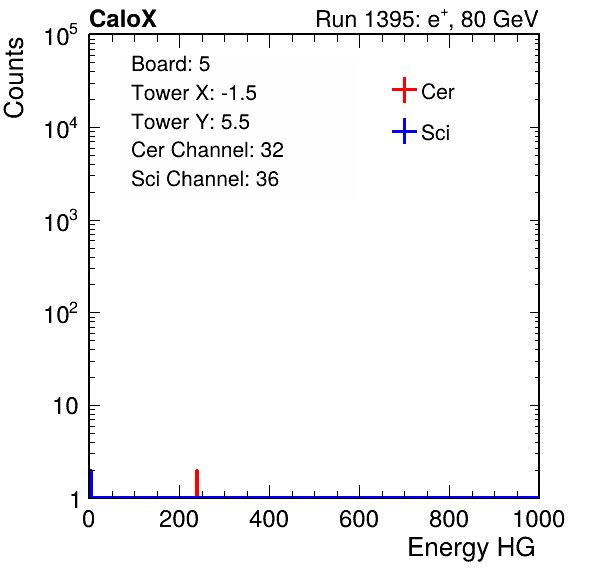 CaloX Run 1395: e⁺, 80 GeV
Counts
10⁵
10⁴
10³
10²
10
1
Board: 5
Tower X: -1.5
Tower Y: 5.5
Cer Channel: 32
Sci Channel: 36
Cer
Sci
0 200 400 600 800 1000
Energy HG